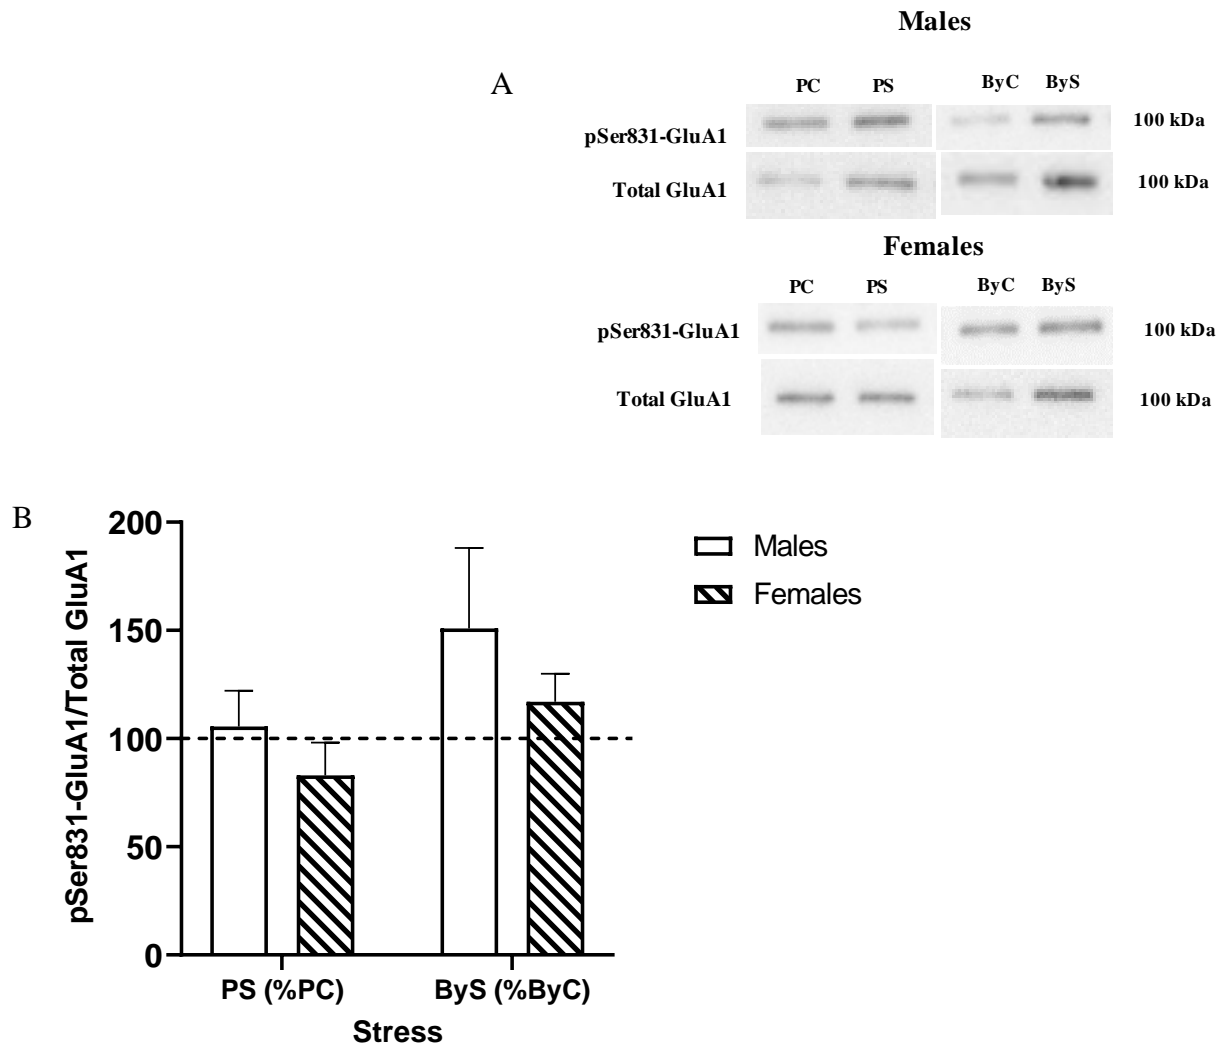 Males
A
PC PS ByC ByS
pSer831-GluA1 100 kDa
Total GluA1 100 kDa
Females
PC PS ByC ByS
pSer831-GluA1 100 kDa
Total GluA1 100 kDa
B
pSer831-GluA1/Total GluA1
200
150
100
50
0
Males
Females
PS (%PC) ByS (%ByC)
Stress